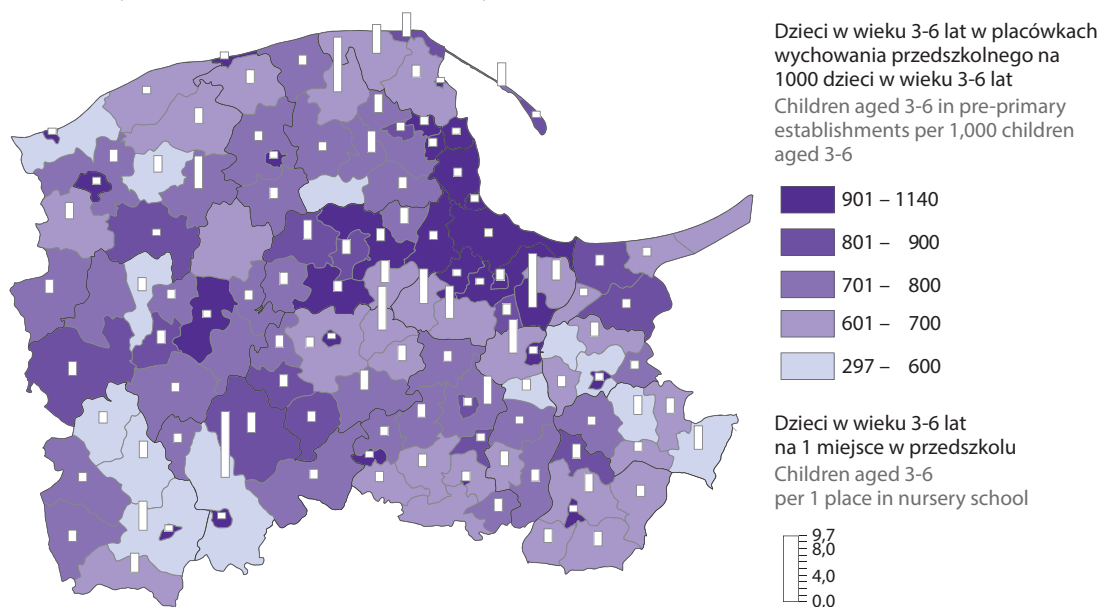 Dzieci w wieku 3-6 lat w placówkach
wychowania przedszkolnego na
1000 dzieci w wieku 3-6 lat
Children aged 3-6 in pre-primary
establishments per 1,000 children
aged 3-6
901 – 1140
801 – 900
701 – 800
601 – 700
297 – 600
Dzieci w wieku 3-6 lat
na 1 miejsce w przedszkolu
Children aged 3-6
per 1 place in nursery school
9,7
8,0
4,0
0,0